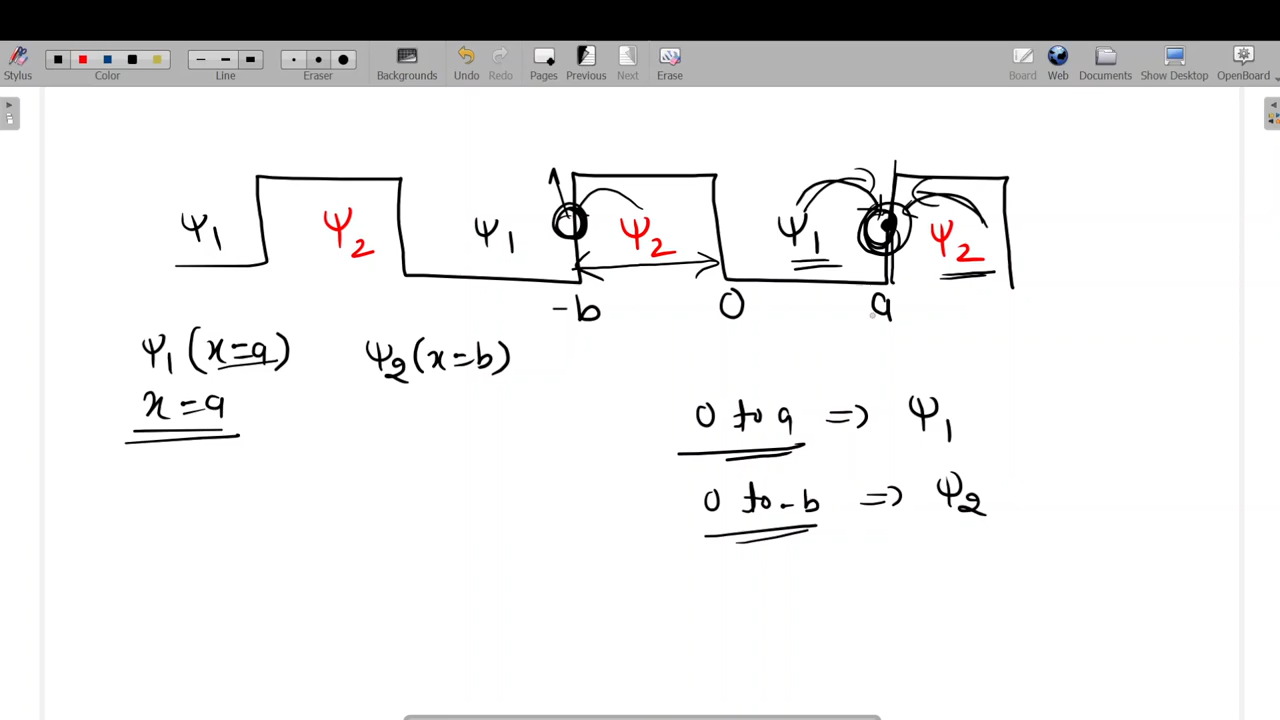 Stylus Color Line Eraser Backgrounds Undo Redo Pages Previous Next Erase Board Web Documents Show Desktop OpenBoard
ψ1 ψ2 ψ1 ψ2 ψ1 ψ2
-b 0 a
ψ1(x=a) ψ2(x=b)
x=a
0 to a => ψ1
0 to -b => ψ2